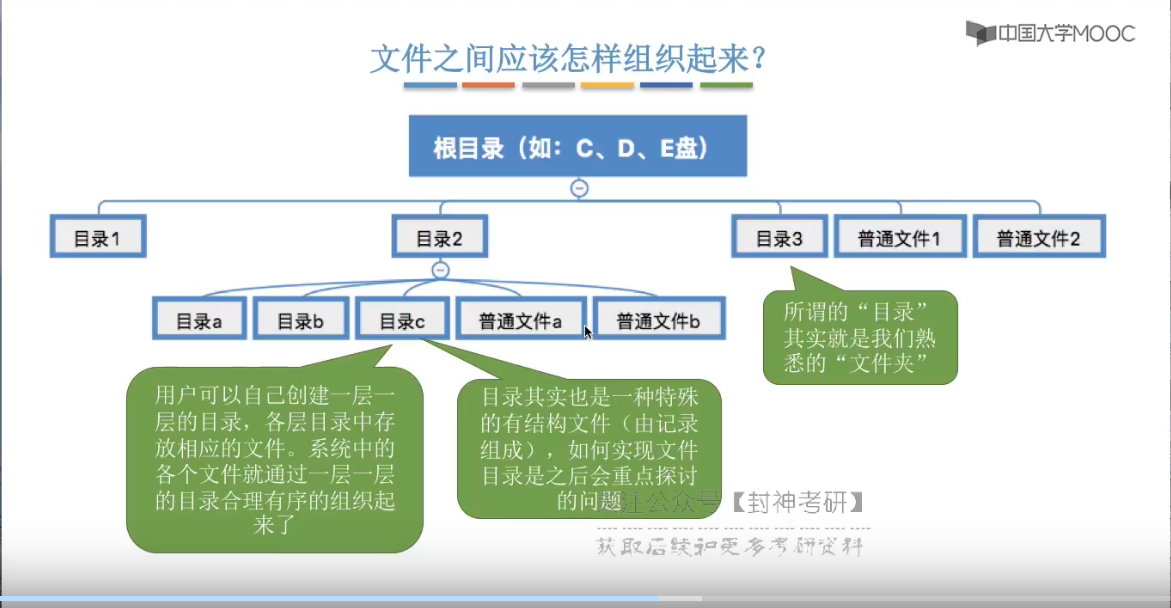 中国大学MOOC
文件之间应该怎样组织起来？
根目录（如：C、D、E盘）
目录1
目录2
目录3
普通文件1
普通文件2
目录a
目录b
目录c
普通文件a
普通文件b
所谓的“目录”
其实就是我们熟
悉的“文件夹”
用户可以自己创建一层一
层的目录，各层目录中存
放相应的文件。系统中的
各个文件就通过一层一层
的目录合理有序的组织起
来了
目录其实也是一种特殊
的有结构文件（由记录
组成），如何实现文件
目录是之后会重点探讨
的问题
注公众号【封神考研】
获取后续和更多考研资料